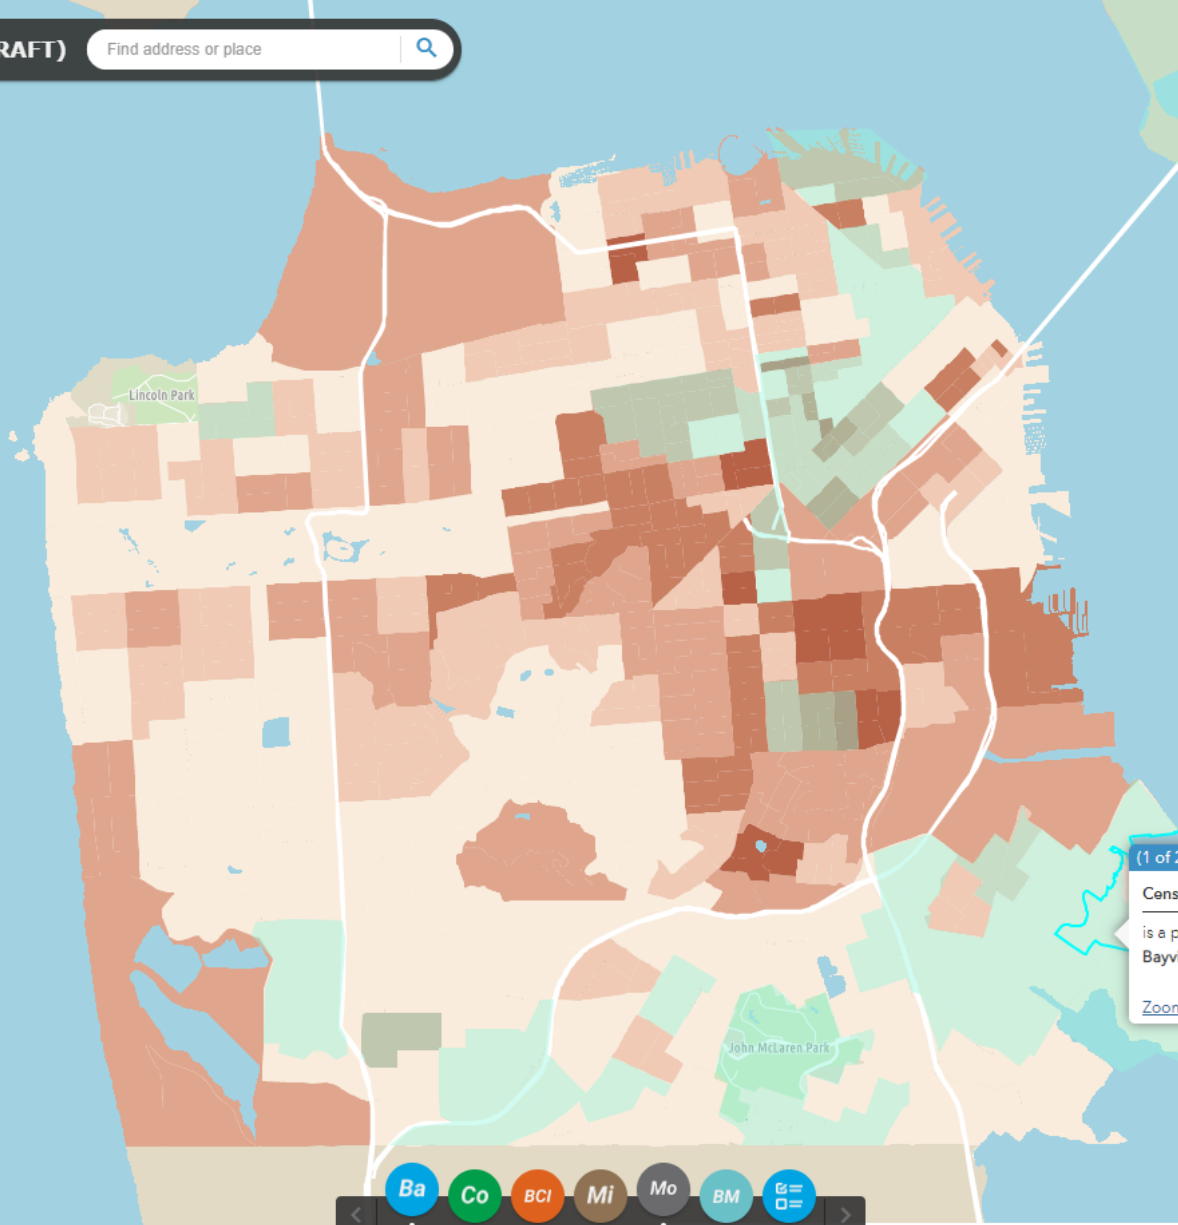 RAFT)
Find address or place
Lincoln Park
(1 of 2
Cens
is a p
Bayvi
Zoon
John McLaren Park
Ba
Co
BCI
Mi
Mo
BM